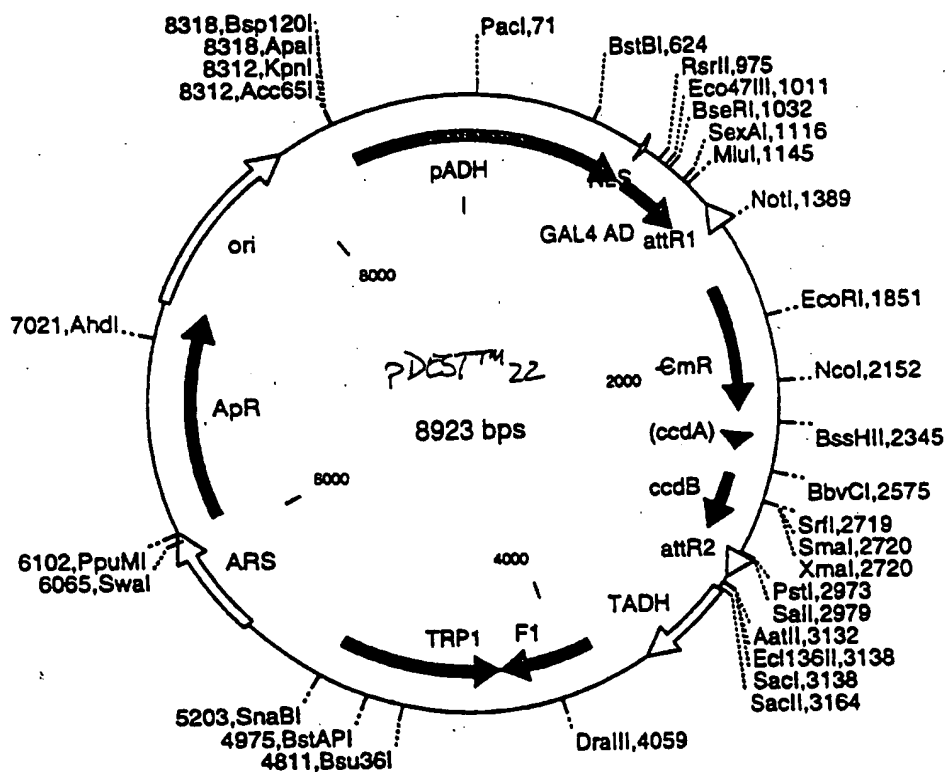 8318,Bsp120I
8318,ApaI
8312,KpnI
8312,Acc65I
PacI,71
BstBI,624
RsrII,975
Eco47III,1011
BseRI,1032
SexAI,1116
MluI,1145
NotI,1389
pADH
NLS
GAL4 AD
attR1
ori
8000
EcoRI,1851
7021,AhdI
pDEST™22
2000
CmR
NcoI,2152
ApR
8923 bps
(ccdA)
BssHII,2345
ccdB
BbvCI,2575
6000
SrfI,2719
SmaI,2720
XmaI,2720
attR2
6102,PpuMI
6065,SwaI
ARS
4000
TADH
PstI,2973
SalI,2979
AatII,3132
Ecl136II,3138
SacI,3138
SacII,3164
TRP1
F1
5203,SnaBI
4975,BstAPI
4811,Bsu36I
DraIII,4059